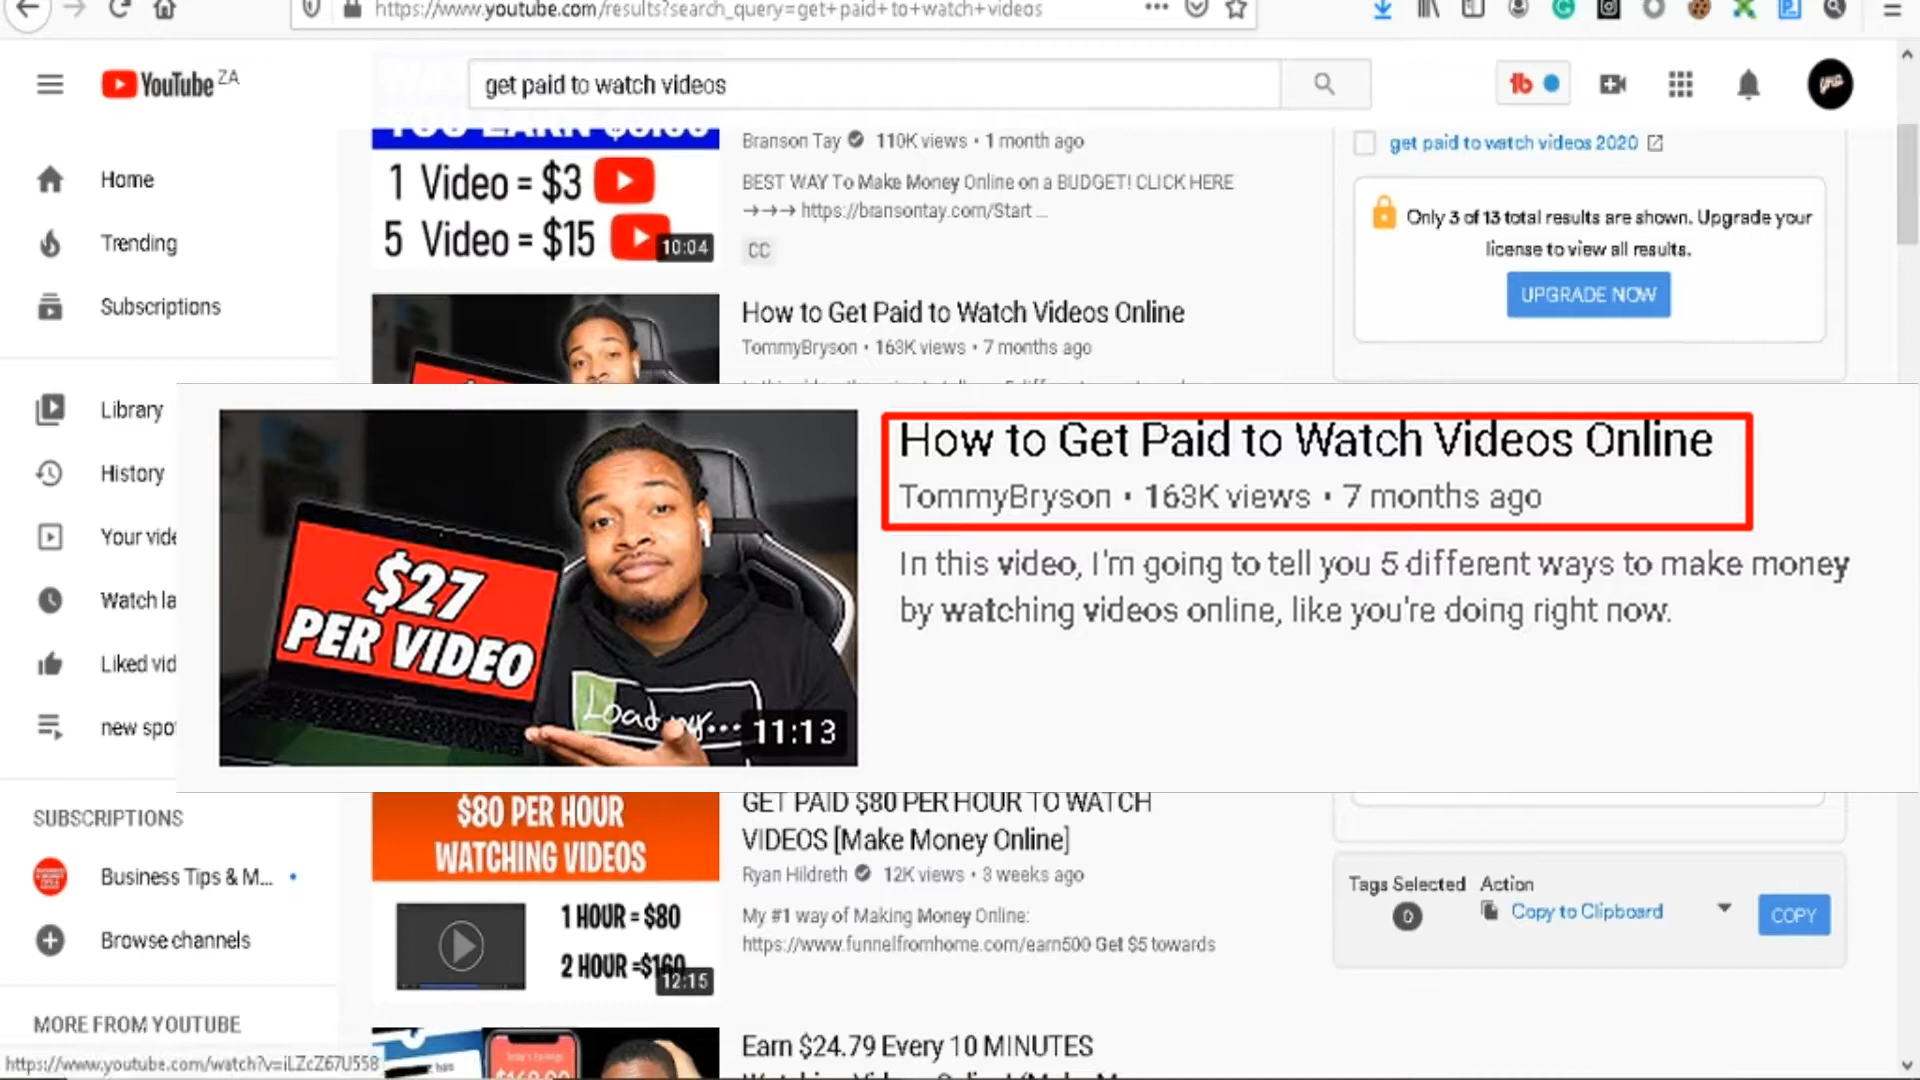 https://www.youtube.com/results?search_query=get+paid+to+watch+videos
YouTube ZA
get paid to watch videos
tb
Home
Trending
Subscriptions
Library
History
Your vide
Watch la
Liked vid
new spo
SUBSCRIPTIONS
Business Tips & M...
Browse channels
MORE FROM YOUTUBE
https://www.youtube.com/watch?v=iLZcZ67U558
1 Video = $3
5 Video = $15
10:04
Branson Tay 110K views • 1 month ago
BEST WAY To Make Money Online on a BUDGET! CLICK HERE
→→→ https://bransontay.com/Start ...
CC
How to Get Paid to Watch Videos Online
TommyBryson • 163K views • 7 months ago
$27
PER VIDEO
Loading...
11:13
How to Get Paid to Watch Videos Online
TommyBryson • 163K views • 7 months ago
In this video, I'm going to tell you 5 different ways to make money
by watching videos online, like you're doing right now.
$80 PER HOUR
WATCHING VIDEOS
1 HOUR = $80
2 HOUR =$160
12:15
GET PAID $80 PER HOUR TO WATCH
VIDEOS [Make Money Online]
Ryan Hildreth 12K views • 3 weeks ago
My #1 way of Making Money Online:
https://www.funnelfromhome.com/earn500 Get $5 towards
Earn $24.79 Every 10 MINUTES
get paid to watch videos 2020
Only 3 of 13 total results are shown. Upgrade your
license to view all results.
UPGRADE NOW
Tags Selected
0
Action
Copy to Clipboard
COPY